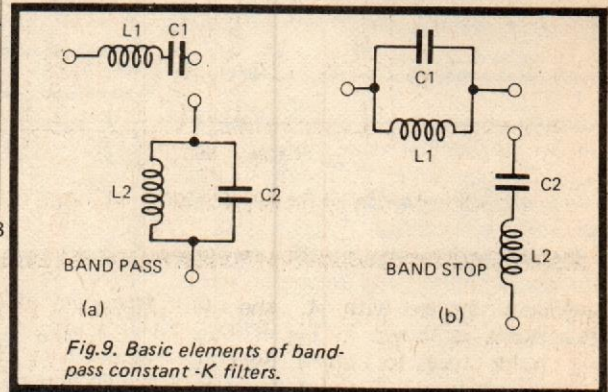 L1
C1
L2
C2
BAND PASS
(a)
C1
L1
C2
L2
BAND STOP
(b)
Fig.9. Basic elements of band-
pass constant -K filters.
8